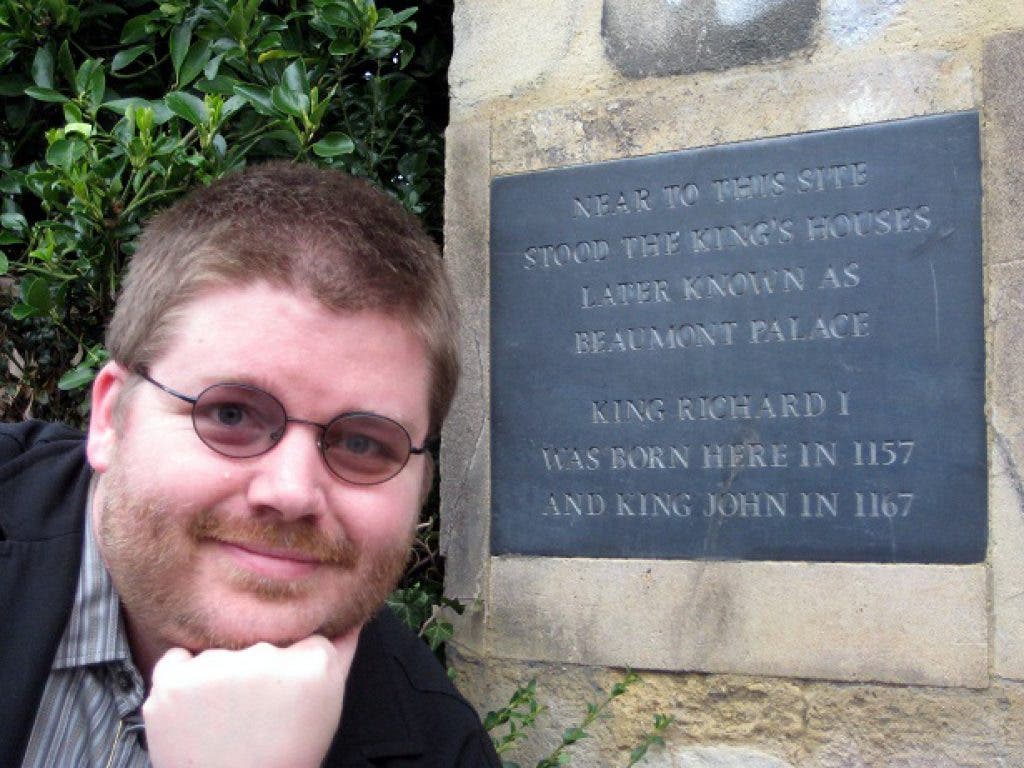 NEAR TO THIS SITE
STOOD THE KING'S HOUSES
LATER KNOWN AS
BEAUMONT PALACE
KING RICHARD I
WAS BORN HERE IN 1157
AND KING JOHN IN 1167